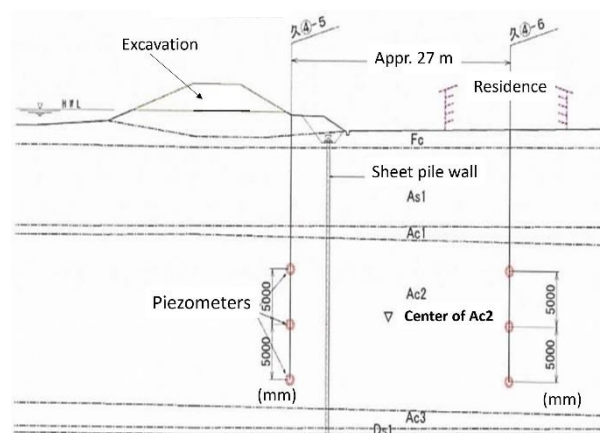 久④-5
久④-6
Excavation
Appr. 27 m
Residence
HWL
Fc
Sheet pile wall
As1
Ac1
Piezometers
5000
5000
Ac2
Center of Ac2
5000
5000
(mm)
(mm)
Ac3
Ds1